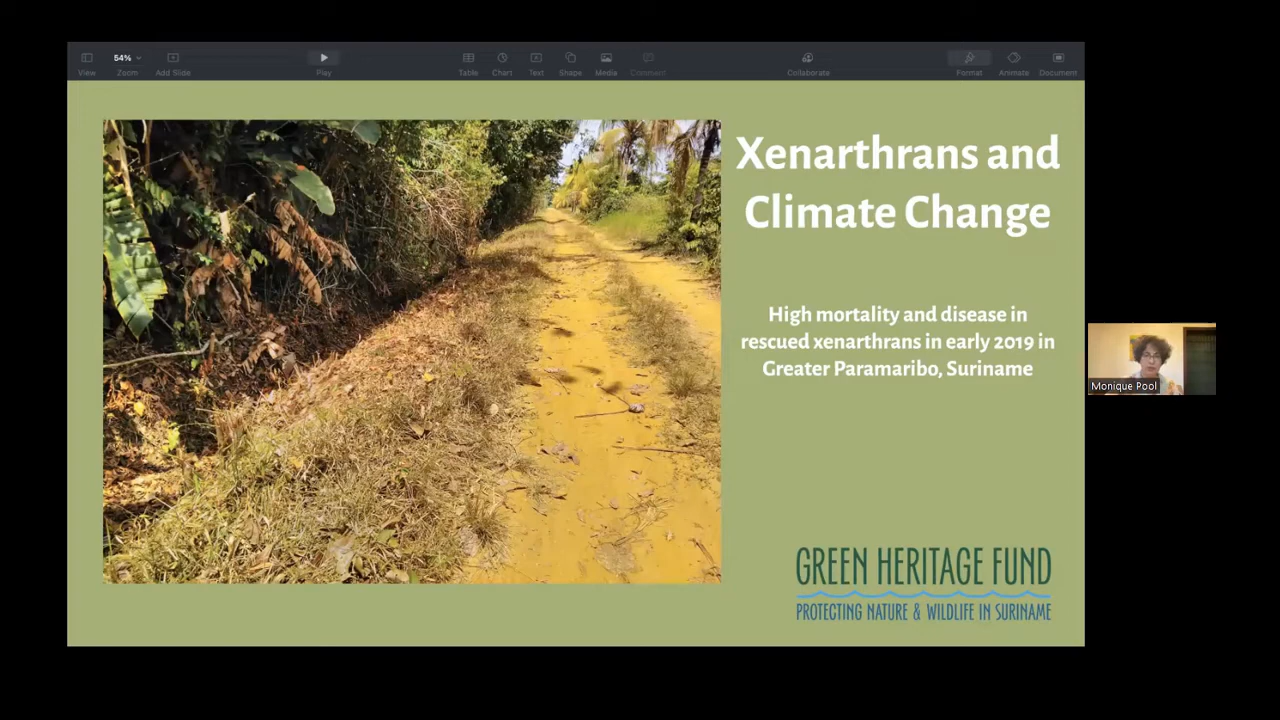 54%
View
Zoom
Add Slide
Play
Table
Chart
Text
Shape
Media
Comment
Collaborate
Format
Animate
Document
Xenarthrans and
Climate Change
High mortality and disease in
rescued xenarthrans in early 2019 in
Greater Paramaribo, Suriname
GREEN HERITAGE FUND
PROTECTING NATURE & WILDLIFE IN SURINAME
Monique Pool